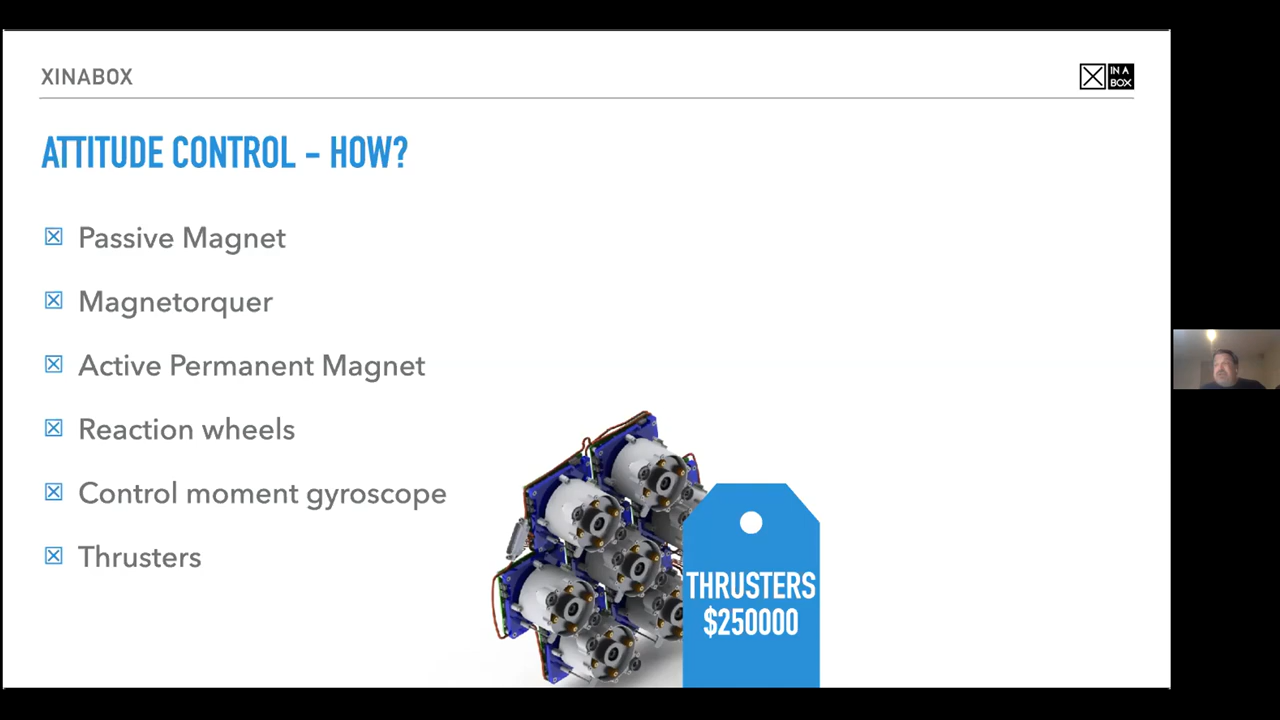 XINABOX
IN A
BOX
ATTITUDE CONTROL – HOW?
Passive Magnet
Magnetorquer
Active Permanent Magnet
Reaction wheels
Control moment gyroscope
Thrusters
THRUSTERS
$250000